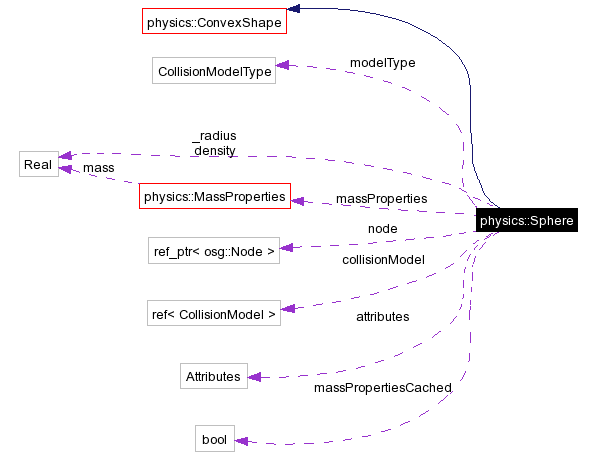 physics::ConvexShape
modelType
CollisionModelType
_radius
density
Real
mass
physics::MassProperties
massProperties
physics::Sphere
node
ref_ptr< osg::Node >
collisionModel
ref< CollisionModel >
attributes
Attributes
massPropertiesCached
bool